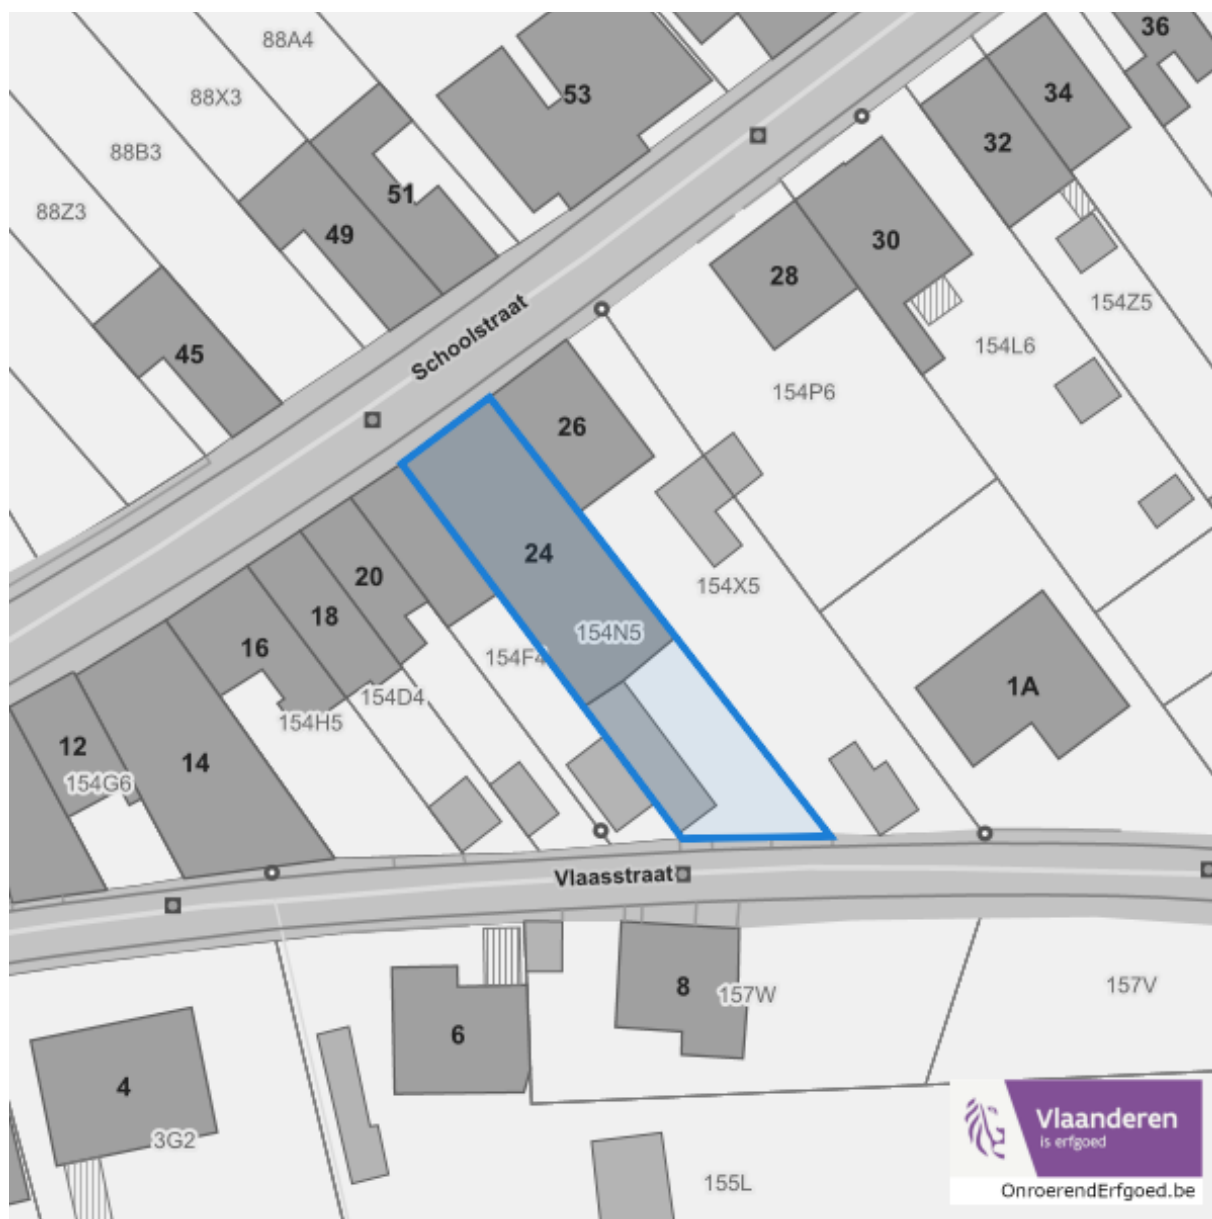 88A4
36
88X3
53
34
88B3
32
51
88Z3
49
30
28
154Z5
Schoolstraat
154L6
45
154P6
26
24
20
154X5
18
154N5
16
154F4
1A
154D4
154H5
12
14
154G6
Vlaasstraat
8
157W
157V
6
4
3G2
155L
Vlaanderen
is erfgoed
OnroerendErfgoed.be